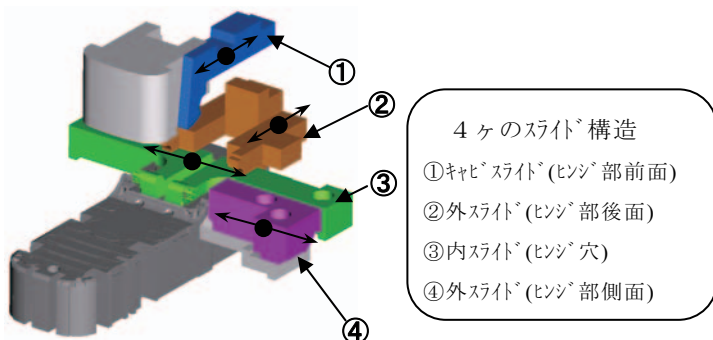 ①
②
③
④
４ヶのｽﾗｲﾄﾞ構造
①ｷｬﾋﾞｽﾗｲﾄﾞ(ﾋﾝｼﾞ部前面)
②外ｽﾗｲﾄﾞ(ﾋﾝｼﾞ部後面)
③内ｽﾗｲﾄﾞ(ﾋﾝｼﾞ穴)
④外ｽﾗｲﾄﾞ(ﾋﾝｼﾞ部側面)